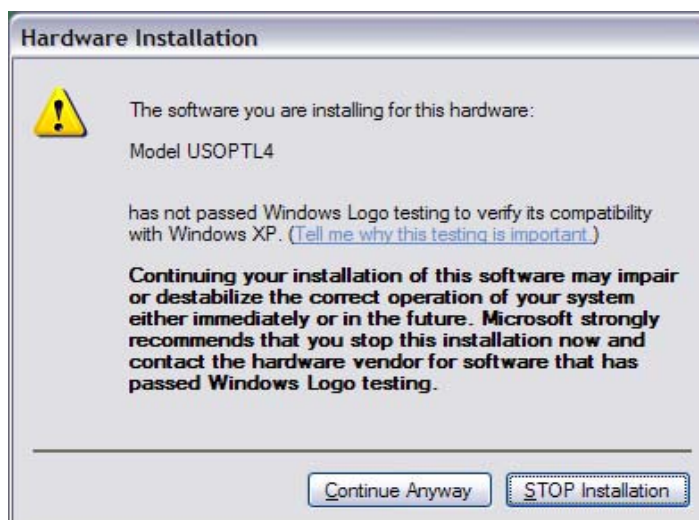 Hardware Installation
The software you are installing for this hardware:
Model USOPTL4
has not passed Windows Logo testing to verify its compatibility
with Windows XP. (Tell me why this testing is important.)
Continuing your installation of this software may impair
or destabilize the correct operation of your system
either immediately or in the future. Microsoft strongly
recommends that you stop this installation now and
contact the hardware vendor for software that has
passed Windows Logo testing.
Continue Anyway
STOP Installation